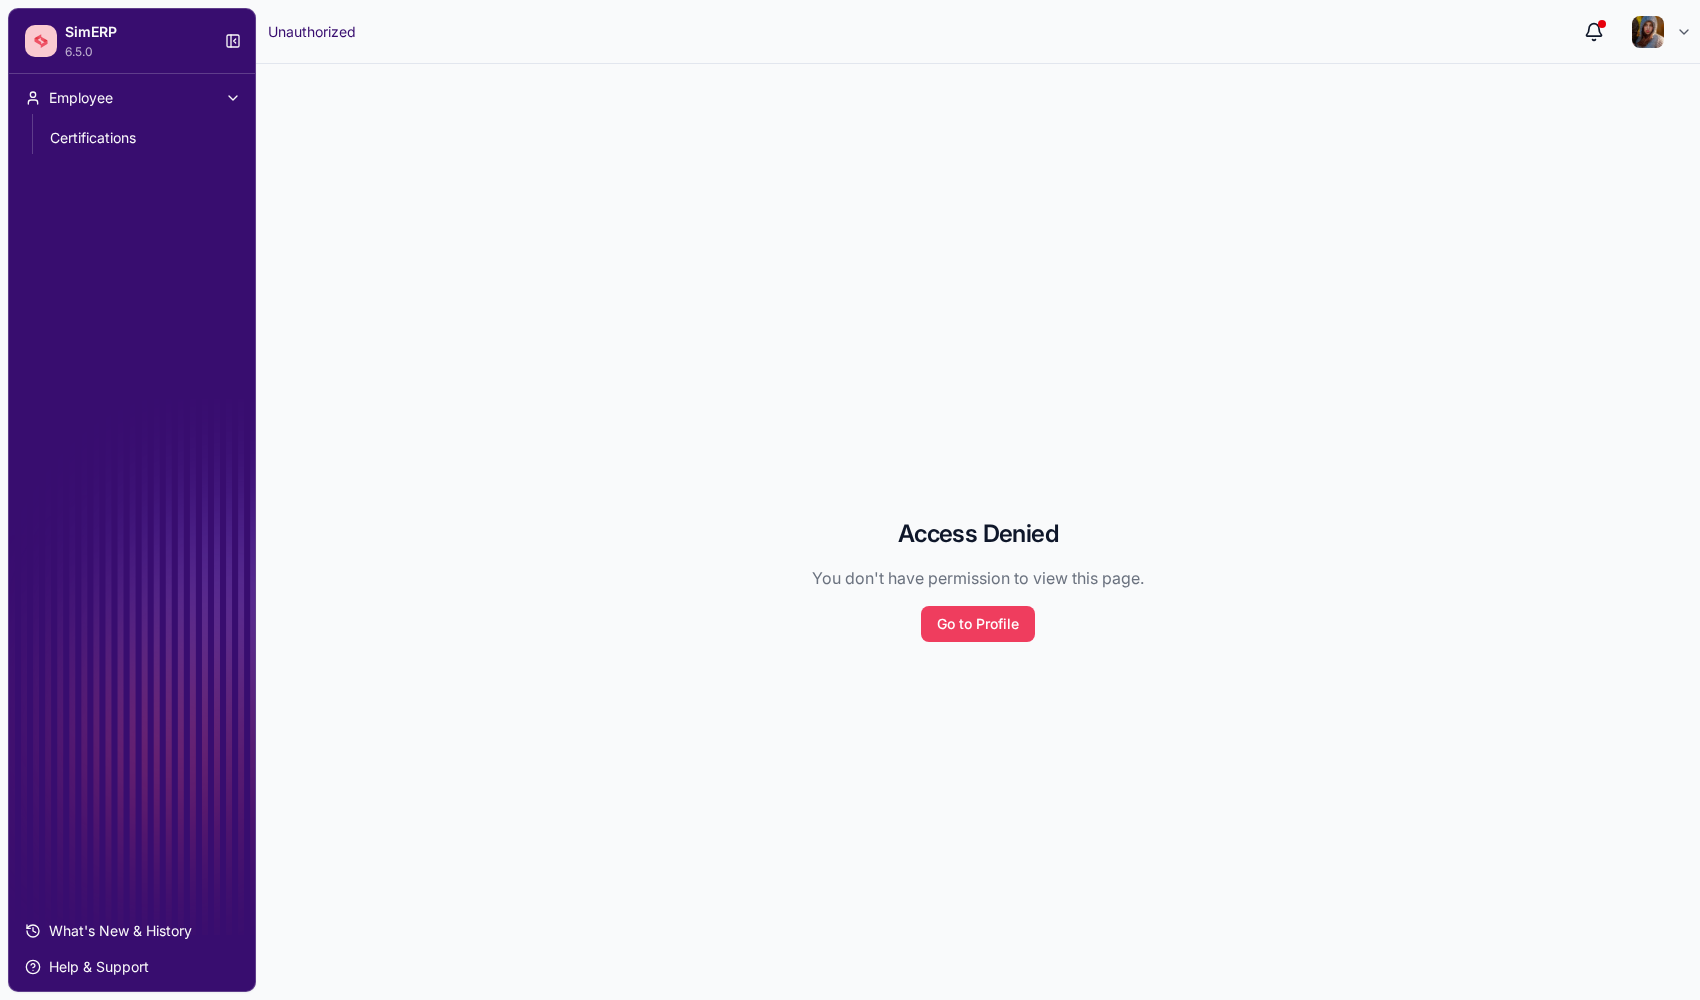 SimERP
6.5.0
Employee
Certifications
What's New & History
Help & Support
Unauthorized
Access Denied
You don't have permission to view this page.
Go to Profile